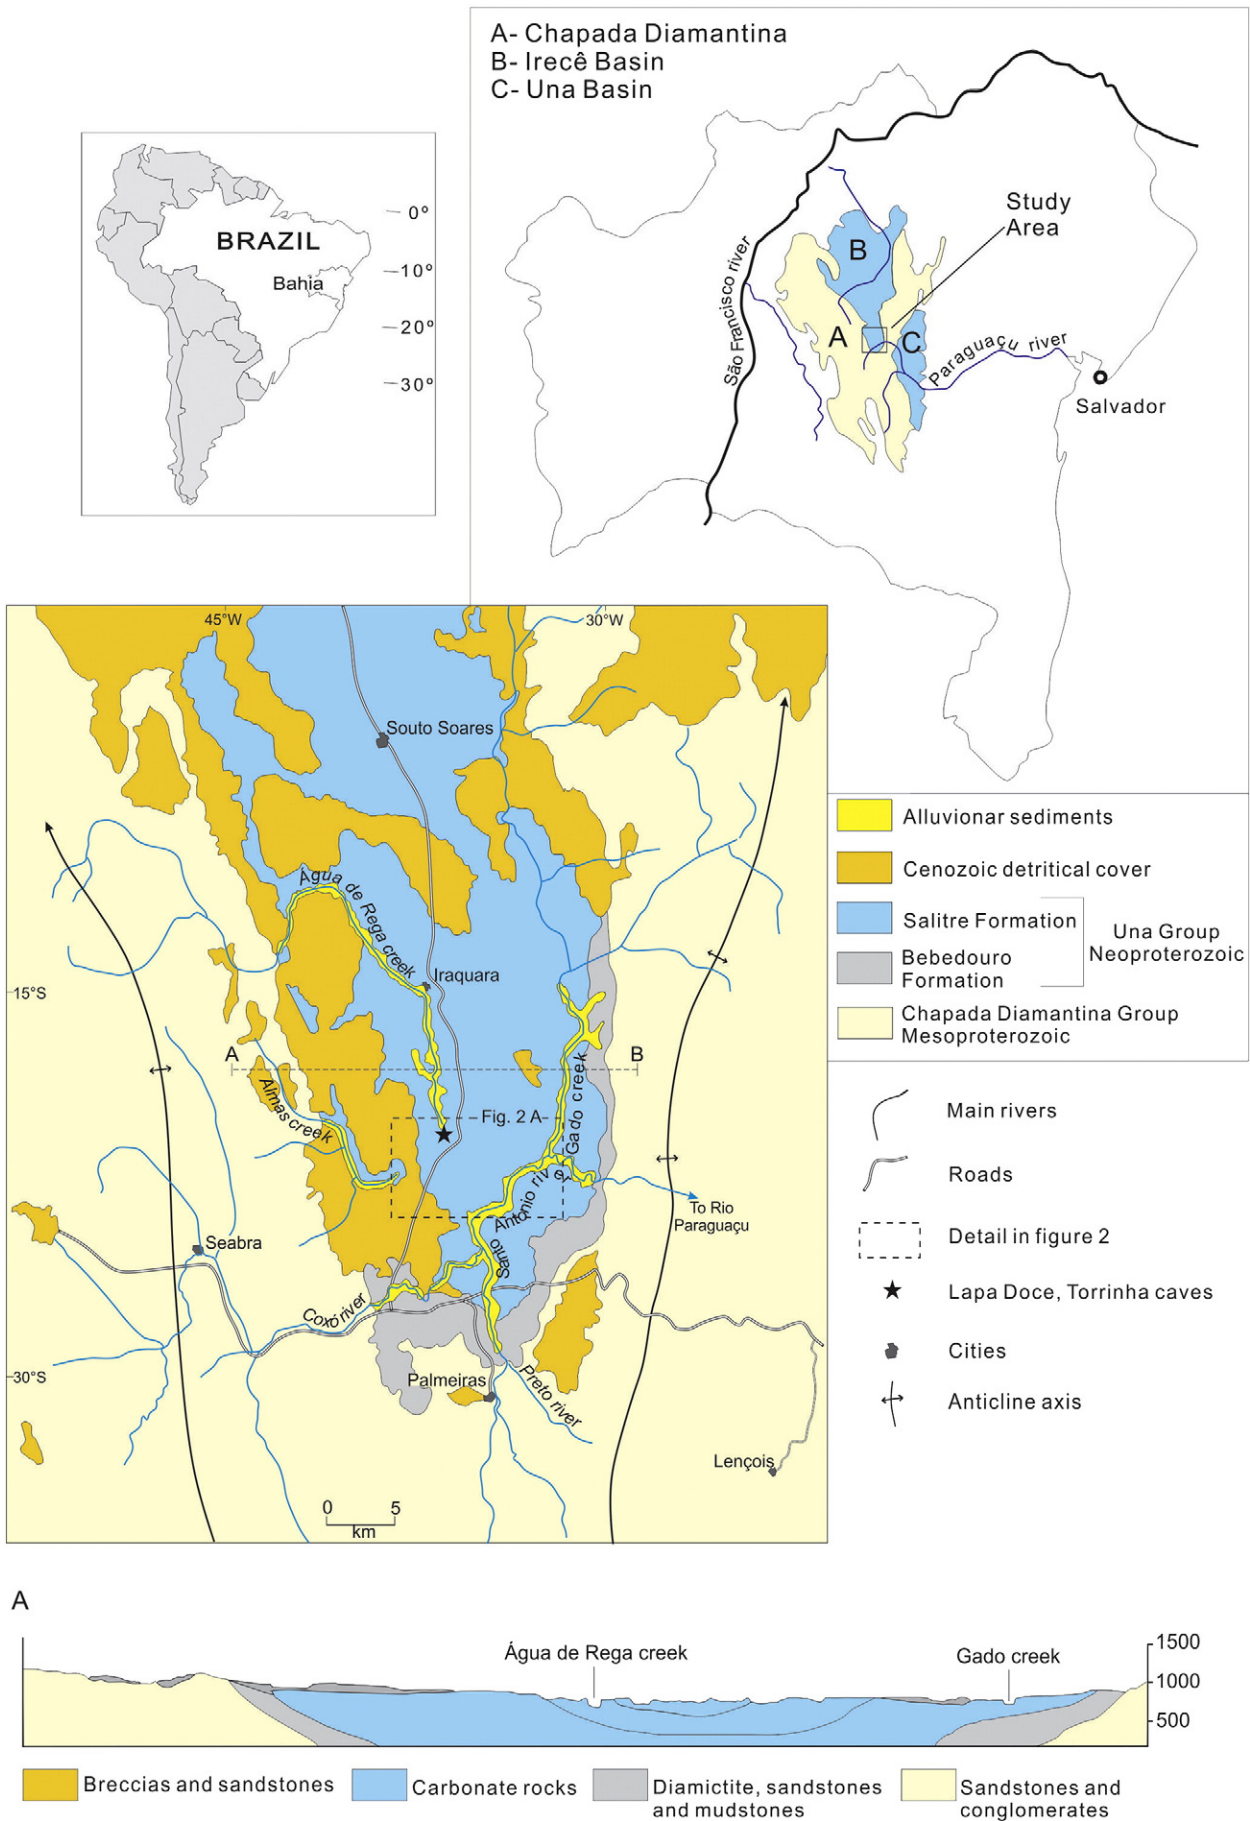 A- Chapada Diamantina
B- Irecê Basin
C- Una Basin
BRAZIL
Bahia
0°
10°
20°
30°
Study
Area
São Francisco river
A
B
C
Paraguaçu river
Salvador
45°W
30°W
Souto Soares
Água de Rega creek
Iraquara
15°S
A
B
Almas creek
Fig. 2 A
Gado creek
Santo Antonio river
To Rio
Paraguaçu
Seabra
Coxó river
30°S
Palmeiras
Preto river
Lençois
0 5
km
Alluvionar sediments
Cenozoic detritical cover
Salitre Formation
Bebedouro
Formation
Una Group
Neoproterozoic
Chapada Diamantina Group
Mesoproterozoic
Main rivers
Roads
Detail in figure 2
Lapa Doce, Torrinha caves
Cities
Anticline axis
A
Água de Rega creek
Gado creek
1500
1000
500
Breccias and sandstones
Carbonate rocks
Diamictite, sandstones
and mudstones
Sandstones and
conglomerates